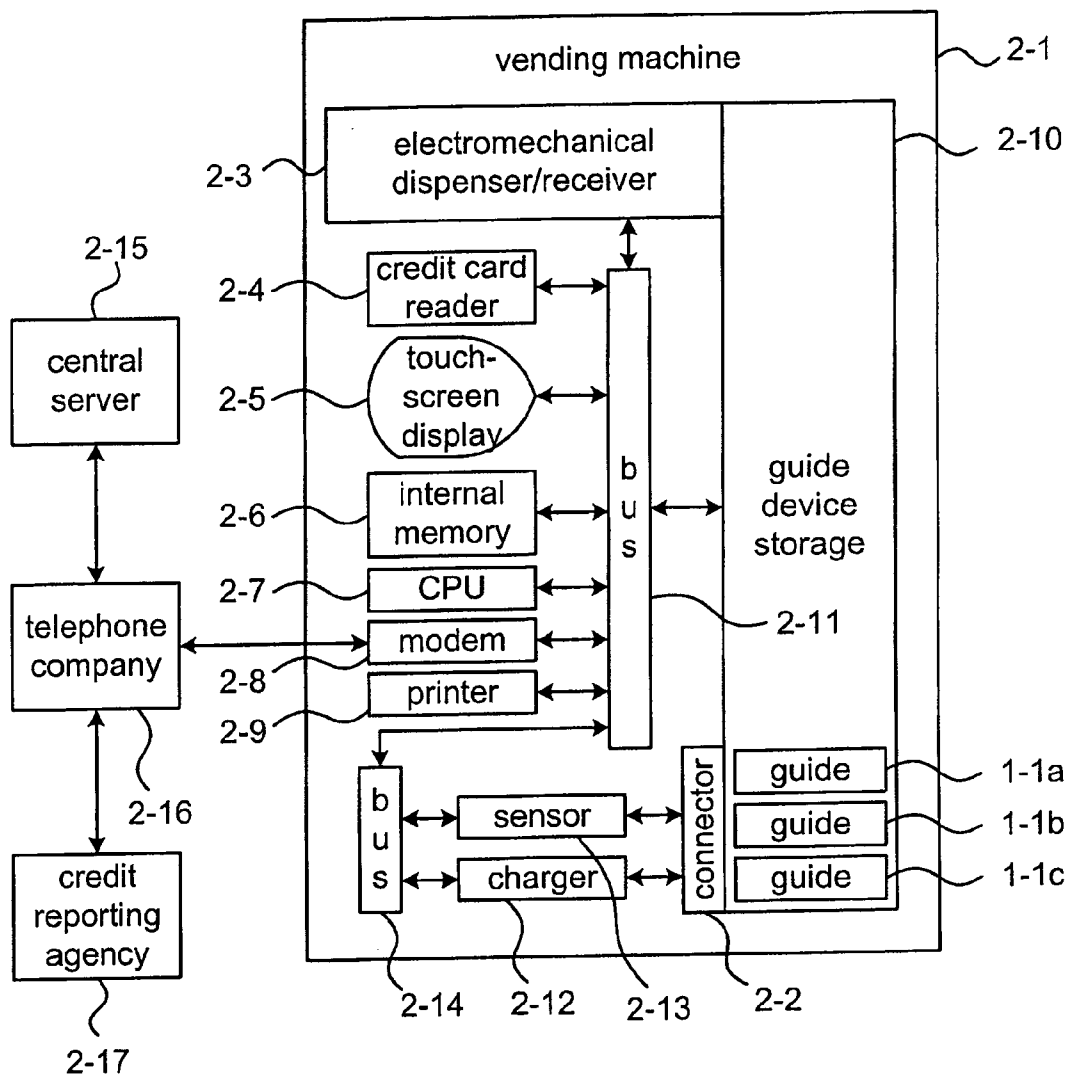 vending machine
2-1
electromechanical
dispenser/receiver
2-3
2-10
2-15
central
server
2-4
credit card
reader
2-5
touch-
screen
display
2-6
internal
memory
2-7
CPU
2-8
modem
2-9
printer
bus
2-11
guide
device
storage
telephone
company
2-16
credit
reporting
agency
2-17
bus
sensor
charger
connector
guide
1-1a
guide
1-1b
guide
1-1c
2-14
2-12
2-13
2-2